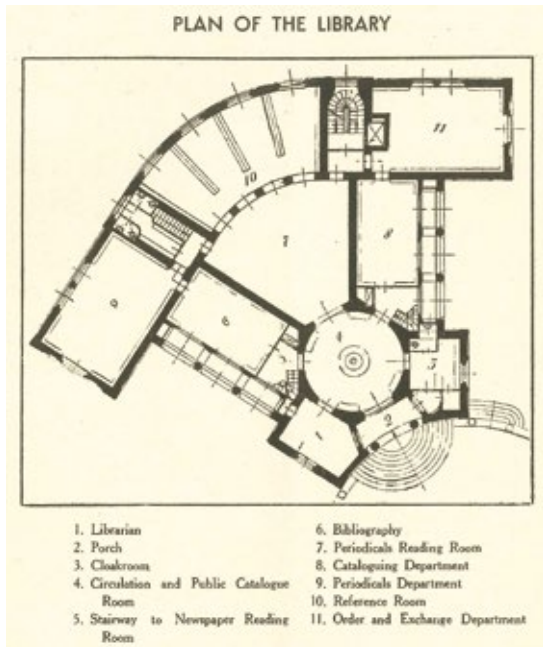 PLAN OF THE LIBRARY
11
10
7
8
9
6
4
5
3
1
2
1. Librarian
2. Porch
3. Cloakroom
4. Circulation and Public Catalogue
Room
5. Stairway to Newspaper Reading
Room
6. Bibliography
7. Periodicals Reading Room
8. Cataloguing Department
9. Periodicals Department
10. Reference Room
11. Order and Exchange Department